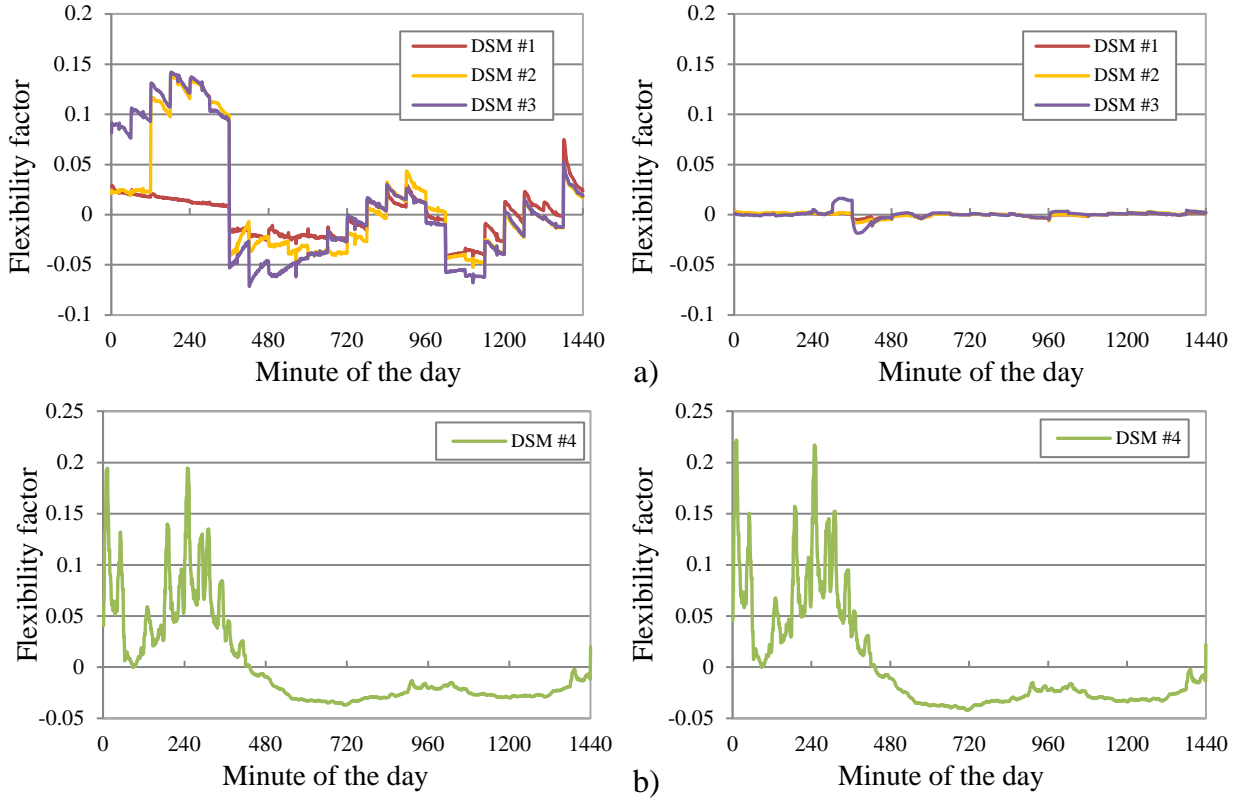 0.2
0.15
0.1
0.05
0
-0.05
-0.1
Flexibility factor
DSM #1
DSM #2
DSM #3
0 240 480 720 960 1200 1440
Minute of the day
0.2
0.15
0.1
0.05
0
-0.05
-0.1
Flexibility factor
DSM #1
DSM #2
DSM #3
0 240 480 720 960 1200 1440
Minute of the day
a)
0.25
0.2
0.15
0.1
0.05
0
-0.05
Flexibility factor
DSM #4
0 240 480 720 960 1200 1440
Minute of the day
0.25
0.2
0.15
0.1
0.05
0
-0.05
Flexibility factor
DSM #4
0 240 480 720 960 1200 1440
Minute of the day
b)